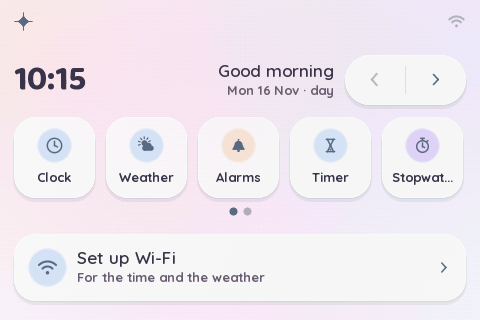 10:15
Good morning
Mon 16 Nov · day
Clock
Weather
Alarms
Timer
Stopwat...
Set up Wi-Fi
For the time and the weather